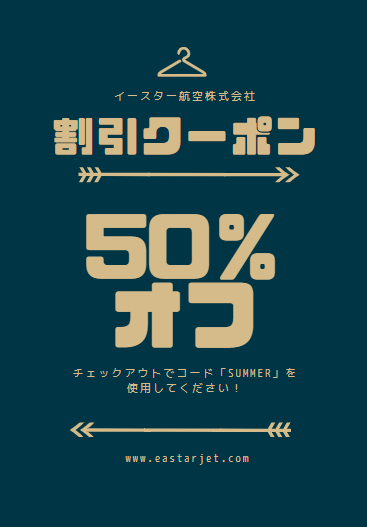 イースター航空株式会社
割引クーポン
50%
オフ
チェックアウトでコード「SUMMER」を
使用してください！
www.eastarjet.com